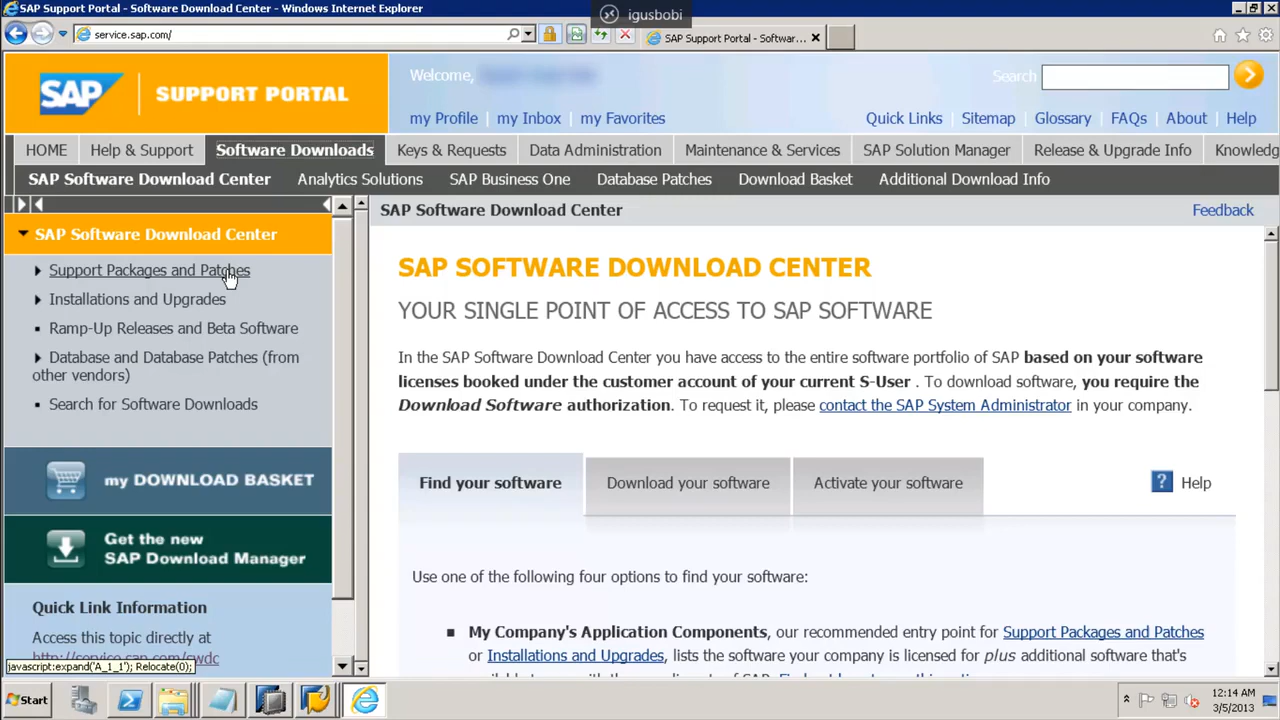 SAP Support Portal - Software Download Center - Windows Internet Explorer
igusbobi
service.sap.com/
SAP Support Portal - Softwar...
SAP SUPPORT PORTAL
Welcome,
Search
my Profile | my Inbox | my Favorites
Quick Links | Sitemap | Glossary | FAQs | About | Help
HOME Help & Support Software Downloads Keys & Requests Data Administration Maintenance & Services SAP Solution Manager Release & Upgrade Info Knowledg
SAP Software Download Center Analytics Solutions SAP Business One Database Patches Download Basket Additional Download Info
SAP Software Download Center
Feedback
SAP Software Download Center
Support Packages and Patches
Installations and Upgrades
Ramp-Up Releases and Beta Software
Database and Database Patches (from
other vendors)
Search for Software Downloads
my DOWNLOAD BASKET
Get the new
SAP Download Manager
Quick Link Information
Access this topic directly at
http://service.sap.com/swdc
javascript:expand('A_1_1'); Relocate(0);
SAP SOFTWARE DOWNLOAD CENTER
YOUR SINGLE POINT OF ACCESS TO SAP SOFTWARE
In the SAP Software Download Center you have access to the entire software portfolio of SAP based on your software
licenses booked under the customer account of your current S-User . To download software, you require the
Download Software authorization. To request it, please contact the SAP System Administrator in your company.
Find your software
Download your software
Activate your software
? Help
Use one of the following four options to find your software:
▪ My Company's Application Components, our recommended entry point for Support Packages and Patches
or Installations and Upgrades, lists the software your company is licensed for plus additional software that's
Start
12:14 AM
3/5/2013